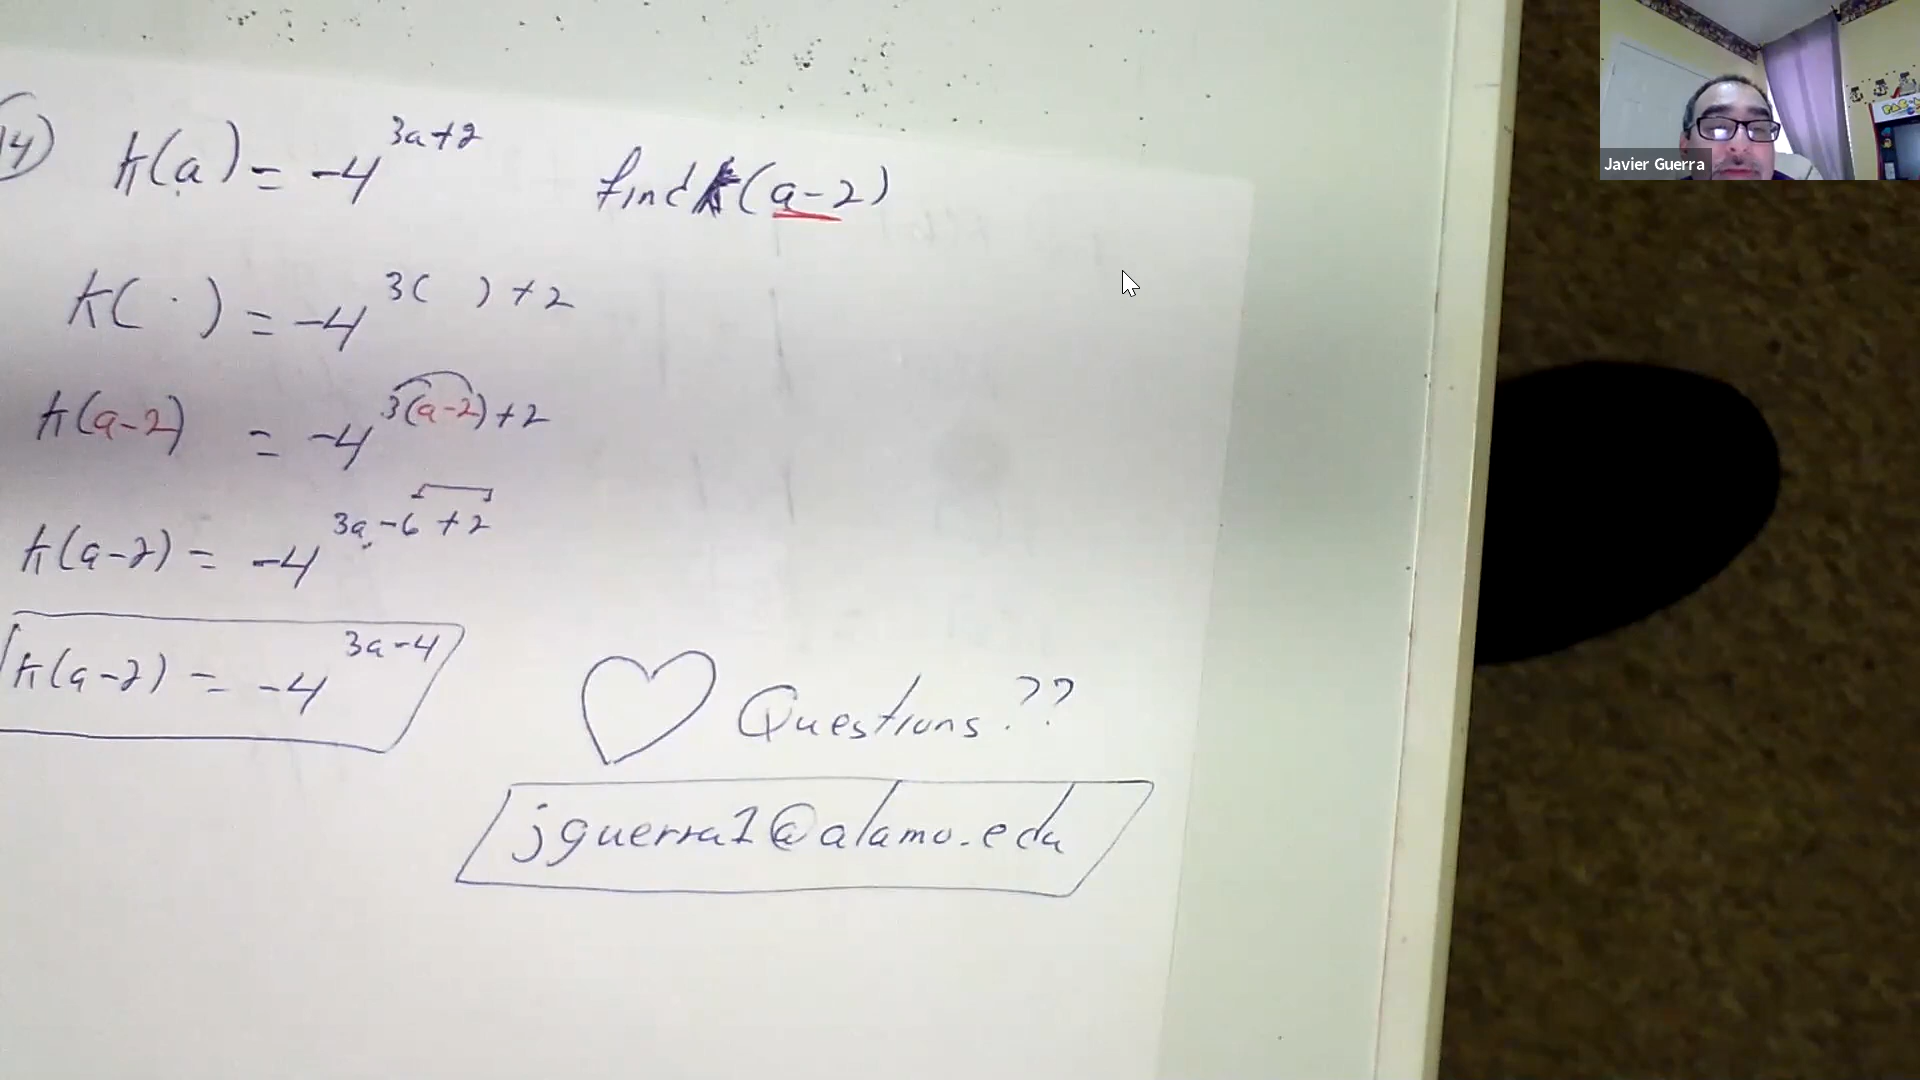 14) k(a) = -4^{3a+2} find k(a-2)
k( · ) = -4^{3( )+2}
k(a-2) = -4^{3(a-2)+2}
k(a-2) = -4^{3a-6+2}
k(a-2) = -4^{3a-4}
Questions.??
jguerra1@alamo.edu
Javier Guerra